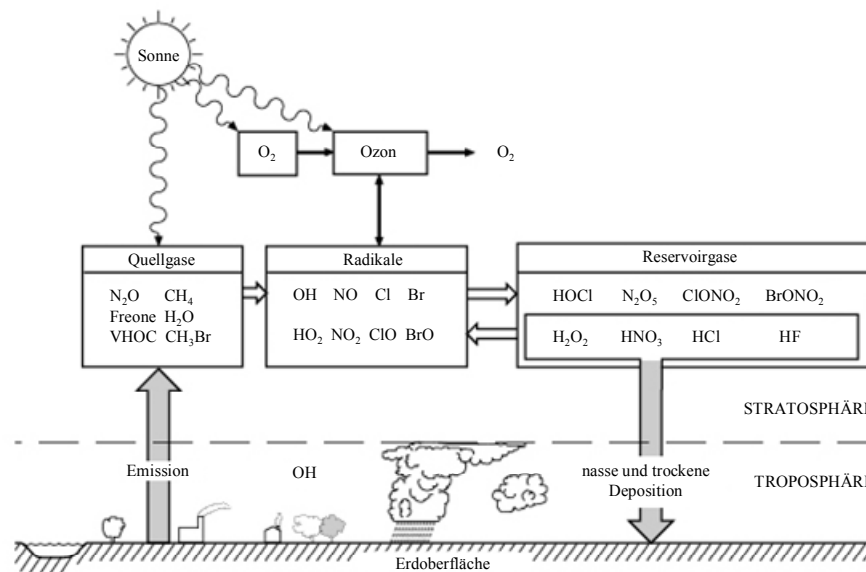 Sonne
O₂ Ozon O₂
Quellgase
N₂O CH₄
Freone H₂O
VHOC CH₃Br
Radikale
OH NO Cl Br
HO₂ NO₂ ClO BrO
Reservoirgase
HOCl N₂O₅ ClONO₂ BrONO₂
H₂O₂ HNO₃ HCl HF
STRATOSPHÄRE
Emission
OH
nasse und trockene
Deposition
TROPOSPHÄRE
Erdoberfläche